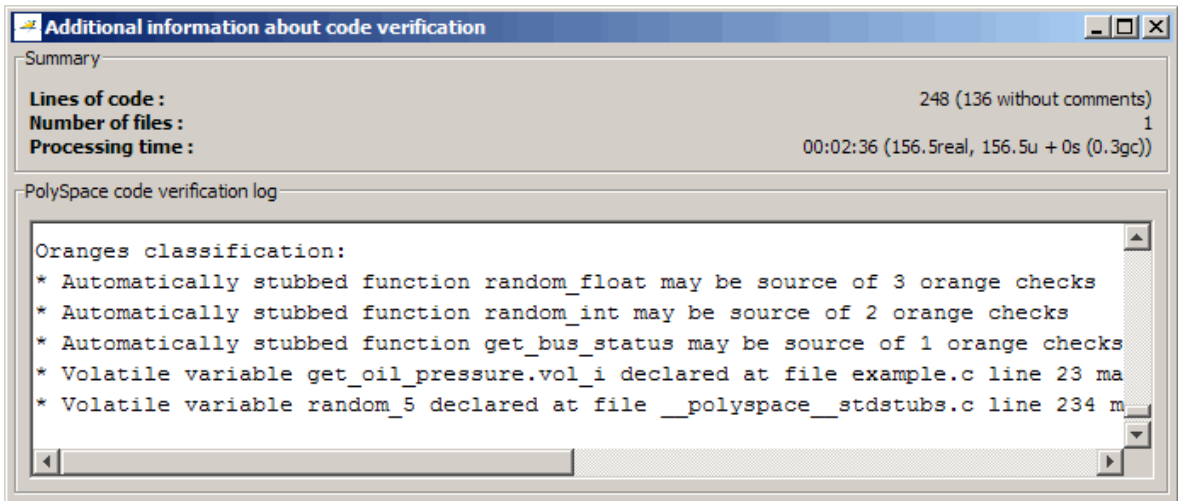 Additional information about code verification
Summary
Lines of code : 248 (136 without comments)
Number of files : 1
Processing time : 00:02:36 (156.5real, 156.5u + 0s (0.3gc))
PolySpace code verification log
Oranges classification:
* Automatically stubbed function random_float may be source of 3 orange checks
* Automatically stubbed function random_int may be source of 2 orange checks
* Automatically stubbed function get_bus_status may be source of 1 orange checks
* Volatile variable get_oil_pressure.vol_i declared at file example.c line 23 ma
* Volatile variable random_5 declared at file __polyspace__stdstubs.c line 234 m